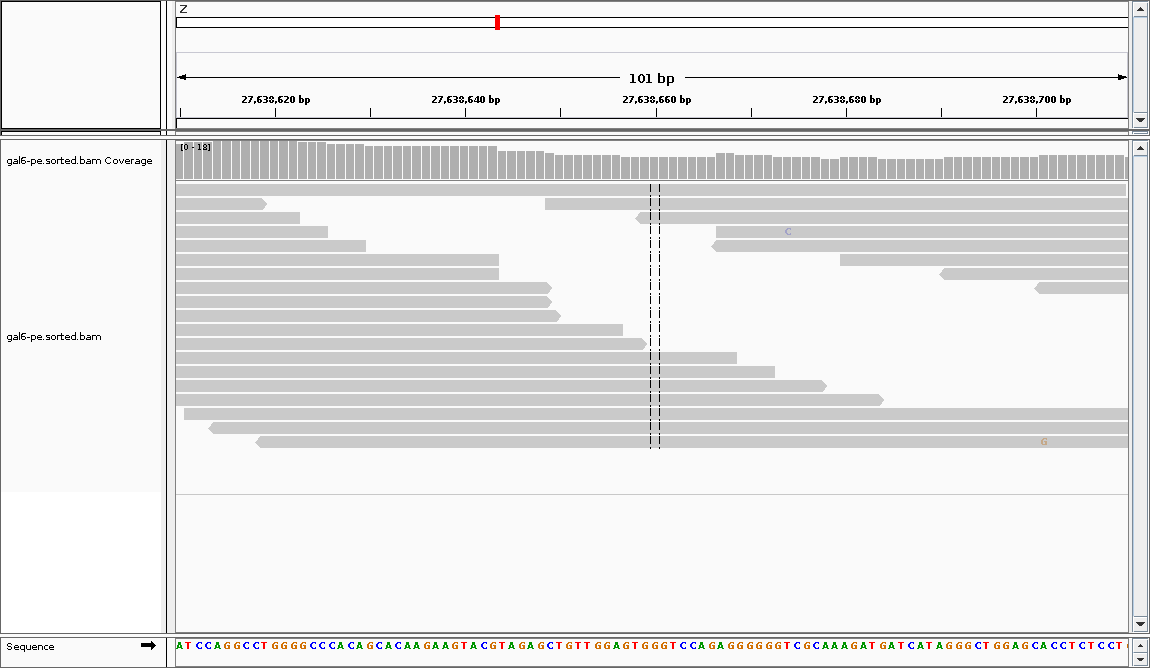 Z
101 bp
27,638,620 bp 27,638,640 bp 27,638,660 bp 27,638,680 bp 27,638,700 bp
gal6-pe.sorted.bam Coverage
[0 - 18]
C
gal6-pe.sorted.bam
G
Sequence
ATCCAGGCCTGGGGCCCACAGCACAAGAAGTACGTAGAGCTGTTGGAGTGGGTCCAGAGGGGGGTCGCAAAGATGATCATAGGGCTGGAGCACCTCTCCT